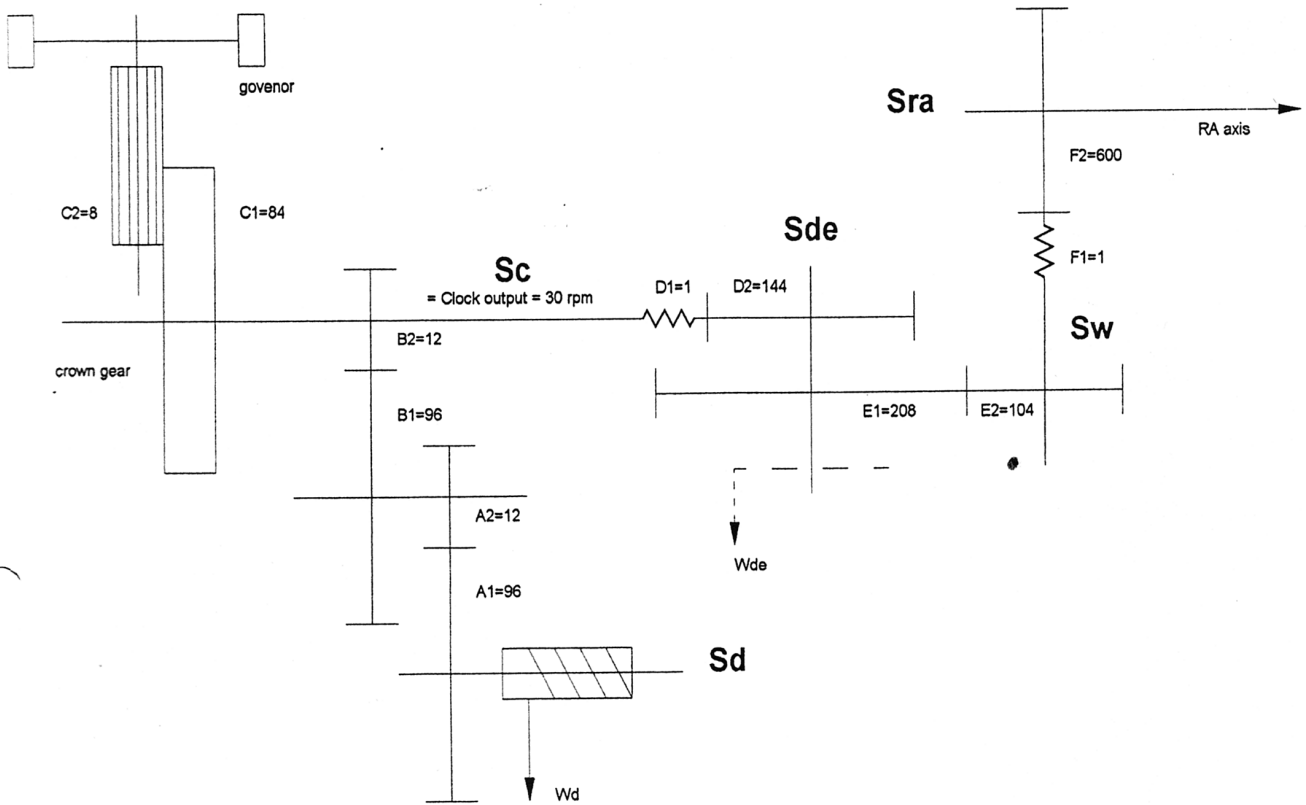 govenor
Sra
RA axis
F2=600
C2=8
C1=84
Sde
F1=1
Sc
= Clock output = 30 rpm
D1=1
D2=144
Sw
B2=12
crown gear
E1=208
E2=104
B1=96
A2=12
Wde
A1=96
Sd
Wd